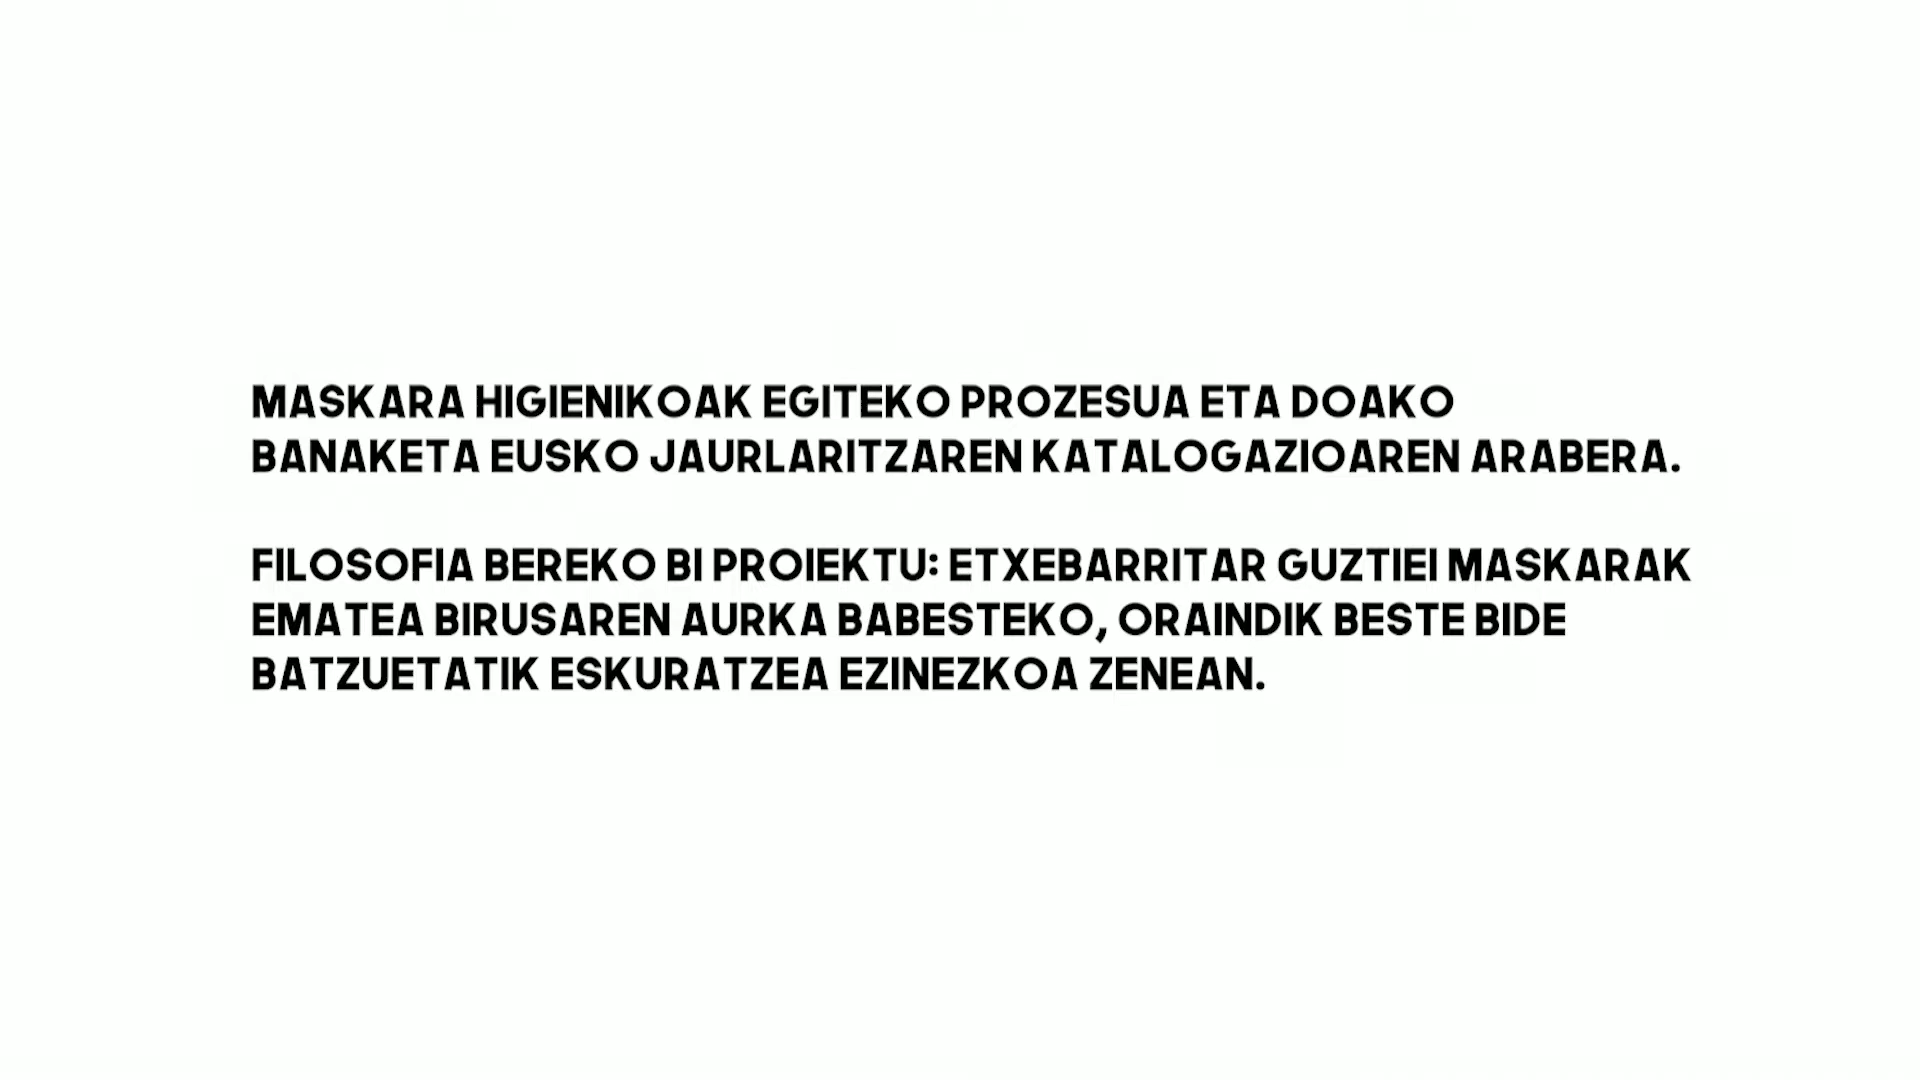 MASKARA HIGIENIKOAK EGITEKO PROZESUA ETA DOAKO
BANAKETA EUSKO JAURLARITZAREN KATALOGAZIOAREN ARABERA.
FILOSOFIA BEREKO BI PROIEKTU: ETXEBARRITAR GUZTIEI MASKARAK
EMATEA BIRUSAREN AURKA BABESTEKO, ORAINDIK BESTE BIDE
BATZUETATIK ESKURATZEA EZINEZKOA ZENEAN.